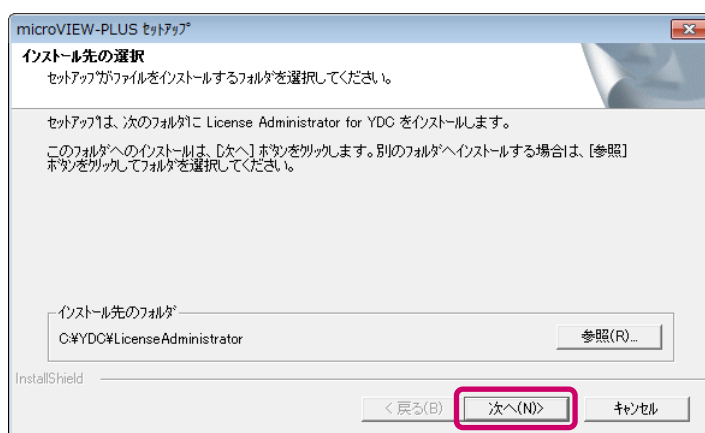 microVIEW-PLUS ｾｯﾄｱｯﾌﾟ
インストール先の選択
セットアップがファイルをインストールするフォルダを選択してください。
セットアップは、次のフォルダに License Administrator for YDC をインストールします。
このフォルダへのインストールは、[次へ] ボタンをクリックします。別のフォルダへインストールする場合は、[参照]
ボタンをクリックしてフォルダを選択してください。
インストール先のフォルダ
C:¥YDC¥LicenseAdministrator
参照(R)...
InstallShield
< 戻る(B)
次へ(N)>
キャンセル